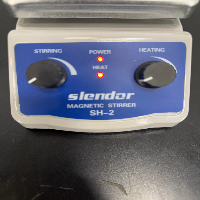 STIRRING POWER HEATING
HEAT
slendor
MAGNETIC STIRRER
SH-2